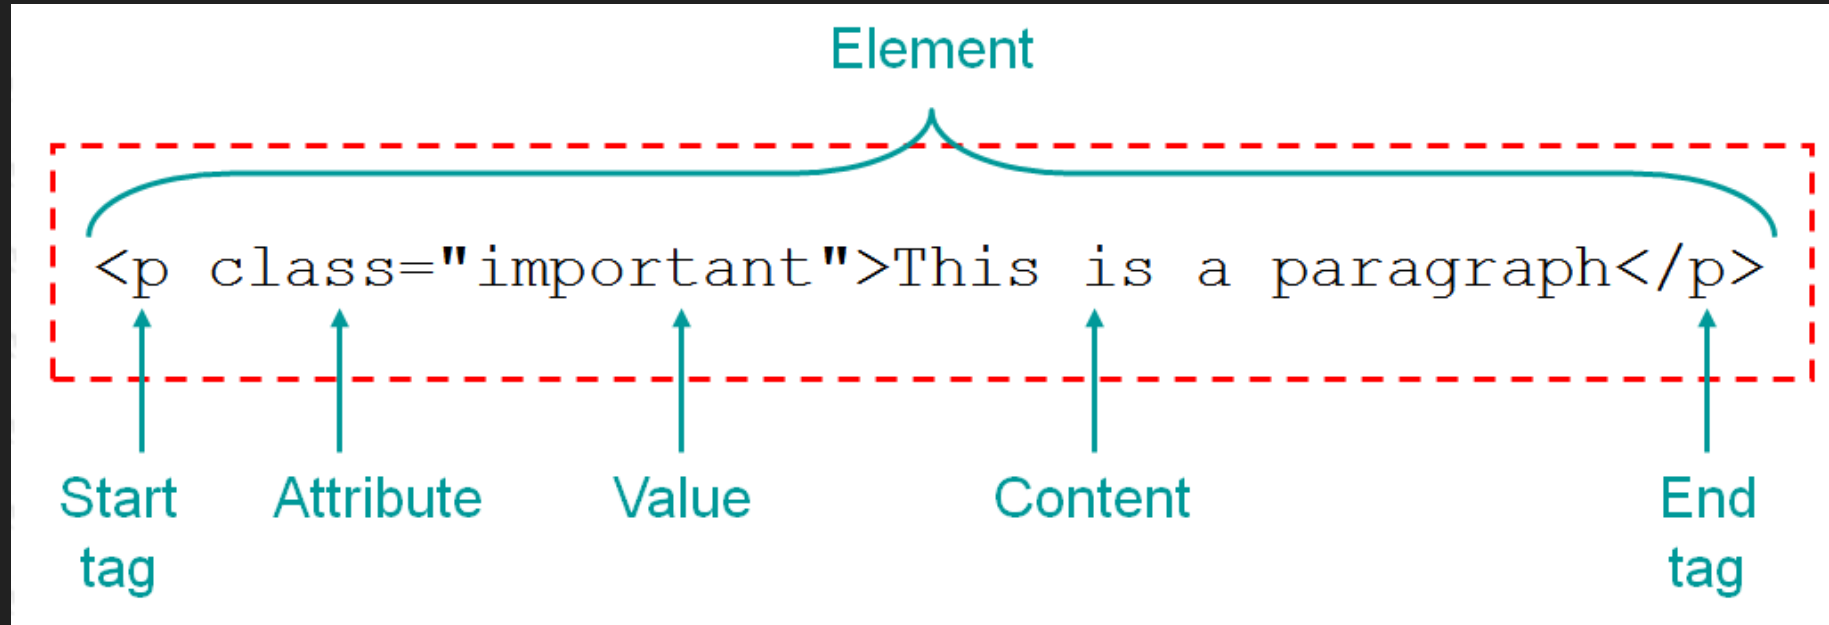 Element
<p class="important">This is a paragraph</p>
Start tag
Attribute
Value
Content
End tag